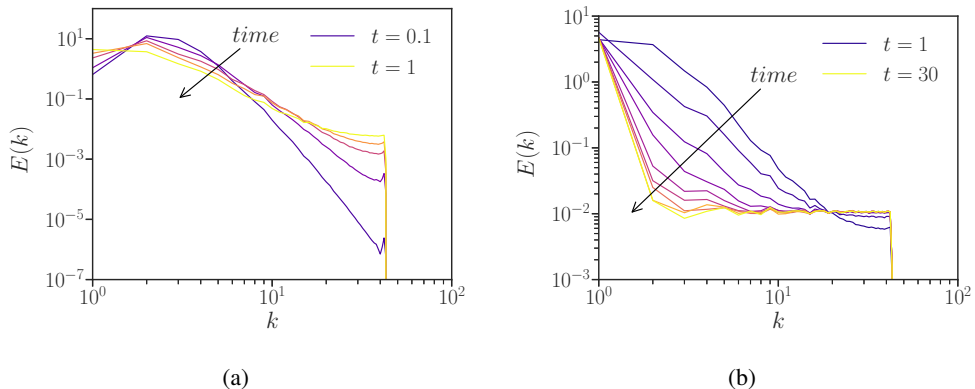 10^1
10^{-1}
10^{-3}
10^{-5}
10^{-7}
E(k)
time
t = 0.1
t = 1
10^0
10^1
10^2
k
(a)
10^1
10^0
10^{-1}
10^{-2}
10^{-3}
E(k)
time
t = 1
t = 30
10^0
10^1
10^2
k
(b)